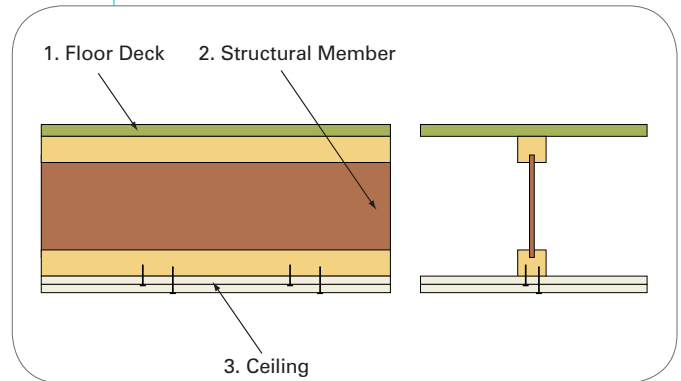 1. Floor Deck 2. Structural Member
3. Ceiling